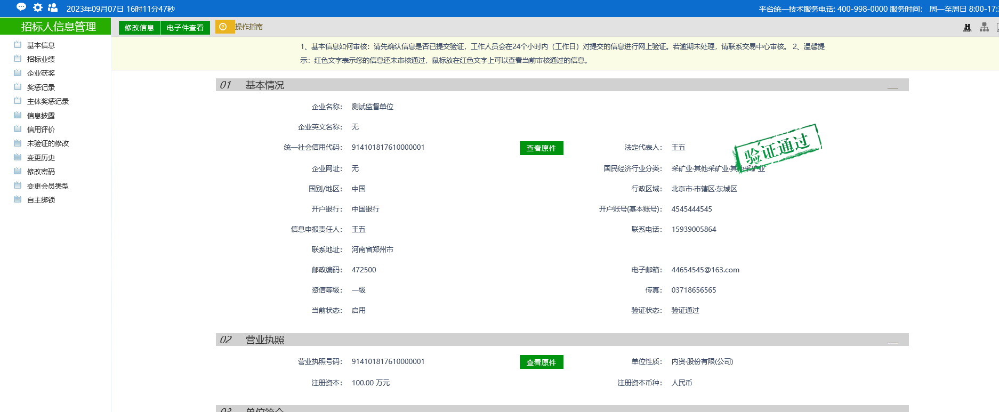 2023年09月07日 16时11分47秒
平台统一技术服务电话: 400-998-0000 服务时间： 周一至周日 8:00-17:
招标人信息管理
修改信息 电子件查看 操作指南
基本信息
招标业绩
企业获奖
奖惩记录
主体奖惩记录
信息披露
信用评价
未验证的修改
变更历史
修改密码
变更会员类型
自主绑锁
1、基本信息如何审核：请先确认信息是否已提交验证，工作人员会在24个小时内（工作日）对提交的信息进行网上验证。若逾期未处理，请联系交易中心审核。 2、温馨提
示：红色文字表示您的信息还未审核通过，鼠标放在红色文字上可以查看当前审核通过的信息。
01 基本情况
企业名称： 测试监督单位
企业英文名称： 无
统一社会信用代码： 914101817610000001 查看原件 法定代表人： 王五
验证通过
企业网址： 无 国民经济行业分类： 采矿业·其他采矿业·其他采矿业
国别/地区： 中国 行政区域： 北京市·市辖区·东城区
开户银行： 中国银行 开户账号(基本账号)： 4545444545
信息申报责任人： 王五 联系电话： 15939005864
联系地址： 河南省郑州市
邮政编码： 472500 电子邮箱： 44654545@163.com
资信等级： 一级 传真： 03718656565
当前状态： 启用 验证状态： 验证通过
02 营业执照
营业执照号码： 914101817610000001 查看原件 单位性质： 内资·股份有限(公司)
注册资本： 100.00 万元 注册资本币种： 人民币
03 单位简介